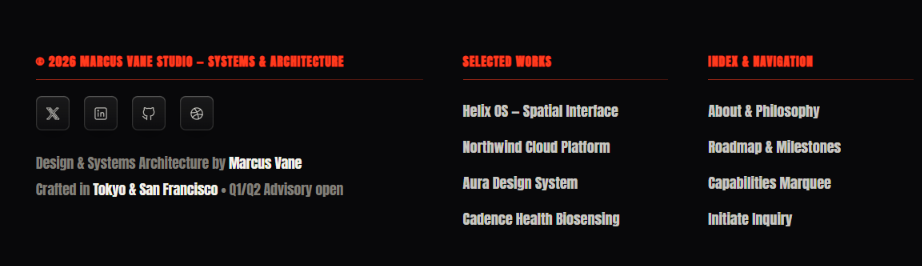 © 2026 MARCUS VANE STUDIO — SYSTEMS & ARCHITECTURE
Design & Systems Architecture by Marcus Vane
Crafted in Tokyo & San Francisco • Q1/Q2 Advisory open
SELECTED WORKS
Helix OS — Spatial Interface
Northwind Cloud Platform
Aura Design System
Cadence Health Biosensing
INDEX & NAVIGATION
About & Philosophy
Roadmap & Milestones
Capabilities Marquee
Initiate Inquiry